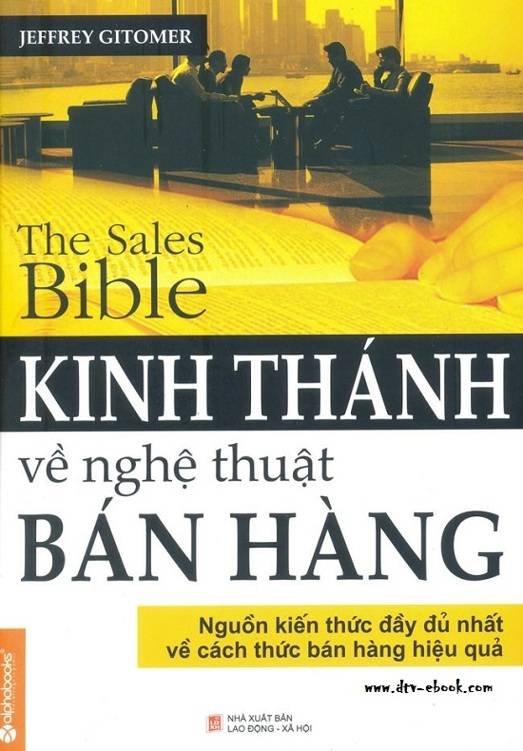 JEFFREY GITOMER
The Sales
Bible
KINH THÁNH
về nghệ thuật
BÁN HÀNG
Nguồn kiến thức đầy đủ nhất
về cách thức bán hàng hiệu quả
www.dtv-ebook.com
alphabooks®
NHÀ XUẤT BẢN
LAO ĐỘNG - XÃ HỘI